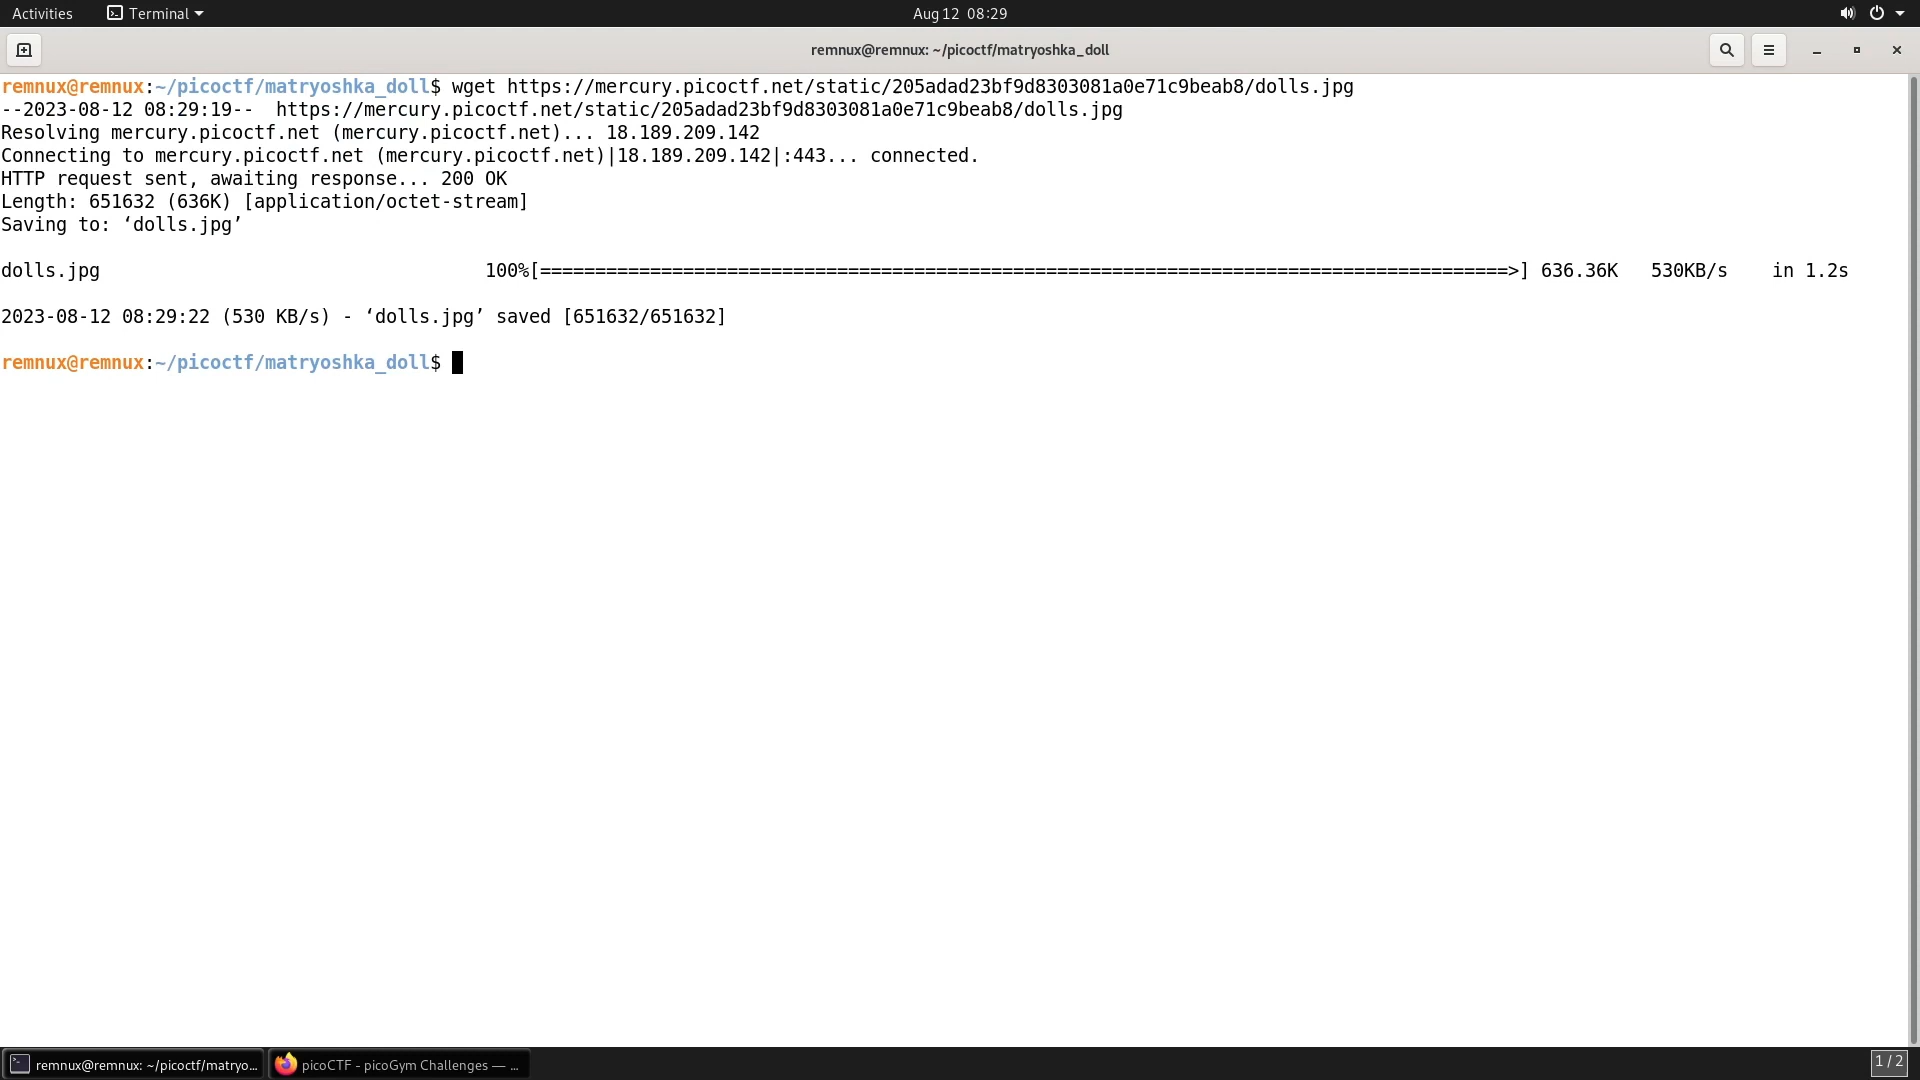 Activities Terminal Aug 12 08:29
remnux@remnux: ~/picoctf/matryoshka_doll
remnux@remnux:~/picoctf/matryoshka_doll$ wget https://mercury.picoctf.net/static/205adad23bf9d8303081a0e71c9beab8/dolls.jpg
--2023-08-12 08:29:19--  https://mercury.picoctf.net/static/205adad23bf9d8303081a0e71c9beab8/dolls.jpg
Resolving mercury.picoctf.net (mercury.picoctf.net)... 18.189.209.142
Connecting to mercury.picoctf.net (mercury.picoctf.net)|18.189.209.142|:443... connected.
HTTP request sent, awaiting response... 200 OK
Length: 651632 (636K) [application/octet-stream]
Saving to: ‘dolls.jpg’
dolls.jpg 100%[========================================================================================>] 636.36K 530KB/s in 1.2s
2023-08-12 08:29:22 (530 KB/s) - ‘dolls.jpg’ saved [651632/651632]
remnux@remnux:~/picoctf/matryoshka_doll$
remnux@remnux: ~/picoctf/matryo... picoCTF - picoGym Challenges — ... 1 / 2